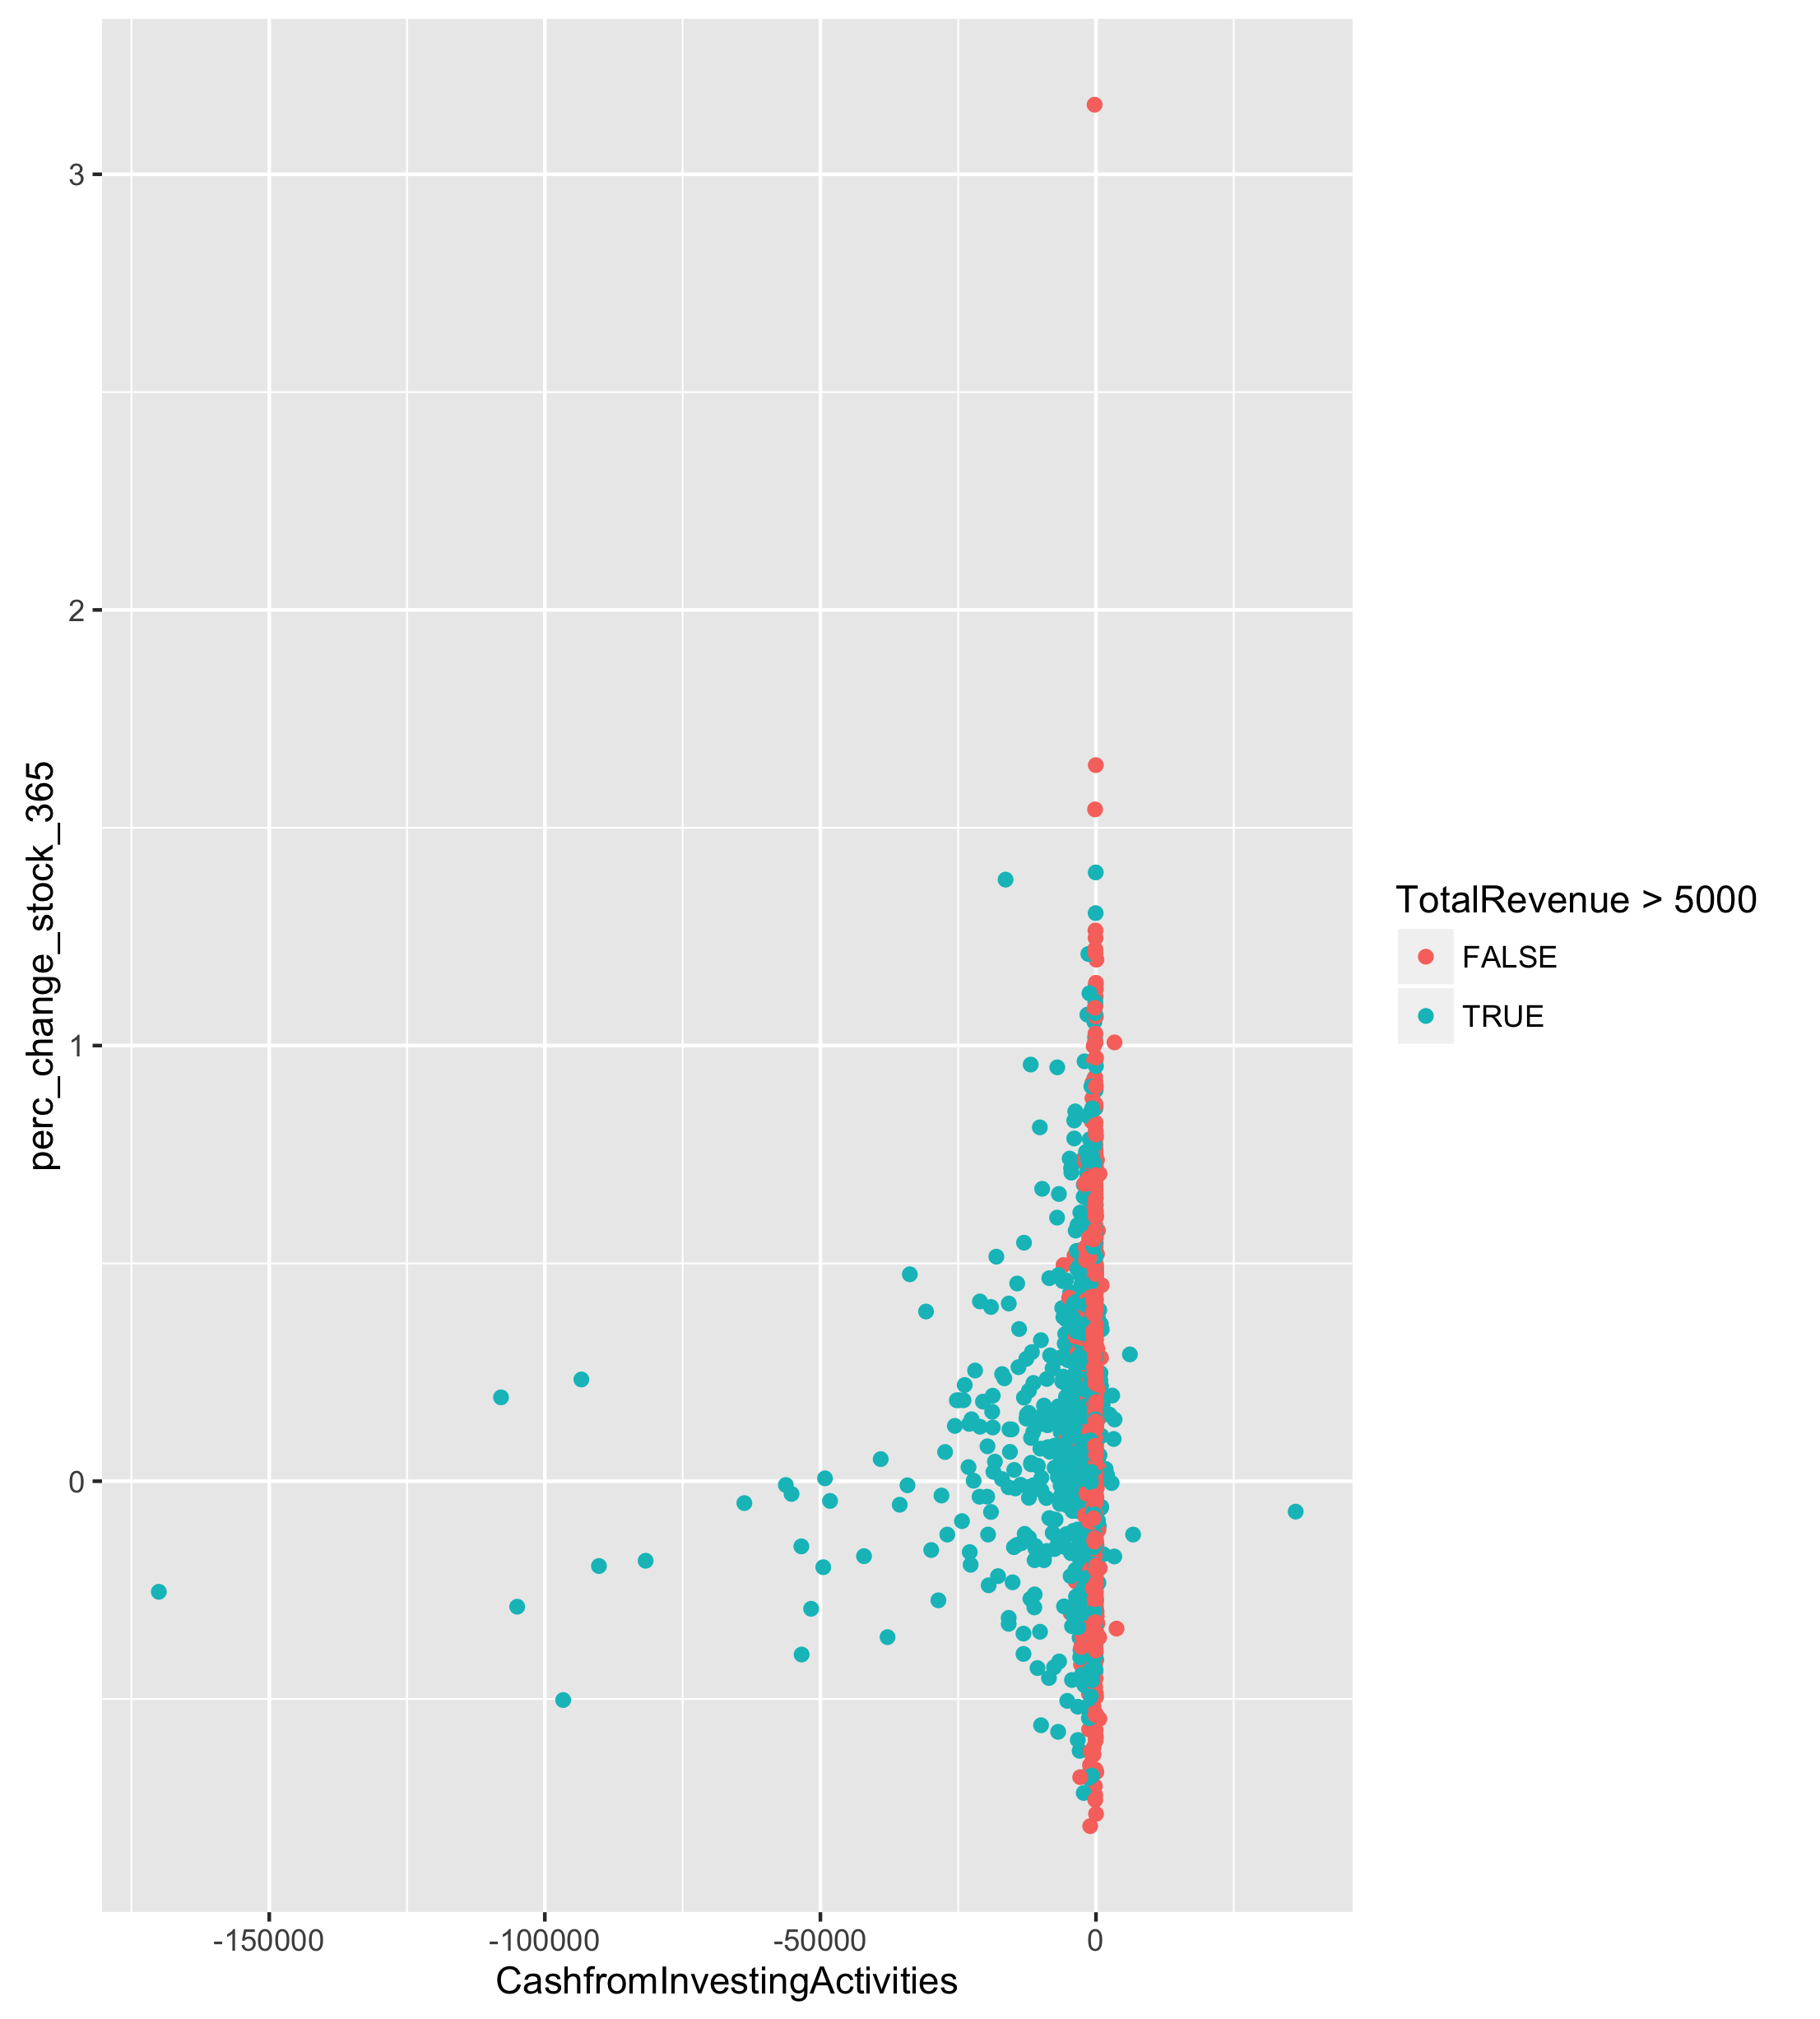 3
2
1
0
perc_change_stock_365
-150000
-100000
-50000
0
CashfromInvestingActivities
TotalRevenue > 5000
FALSE
TRUE